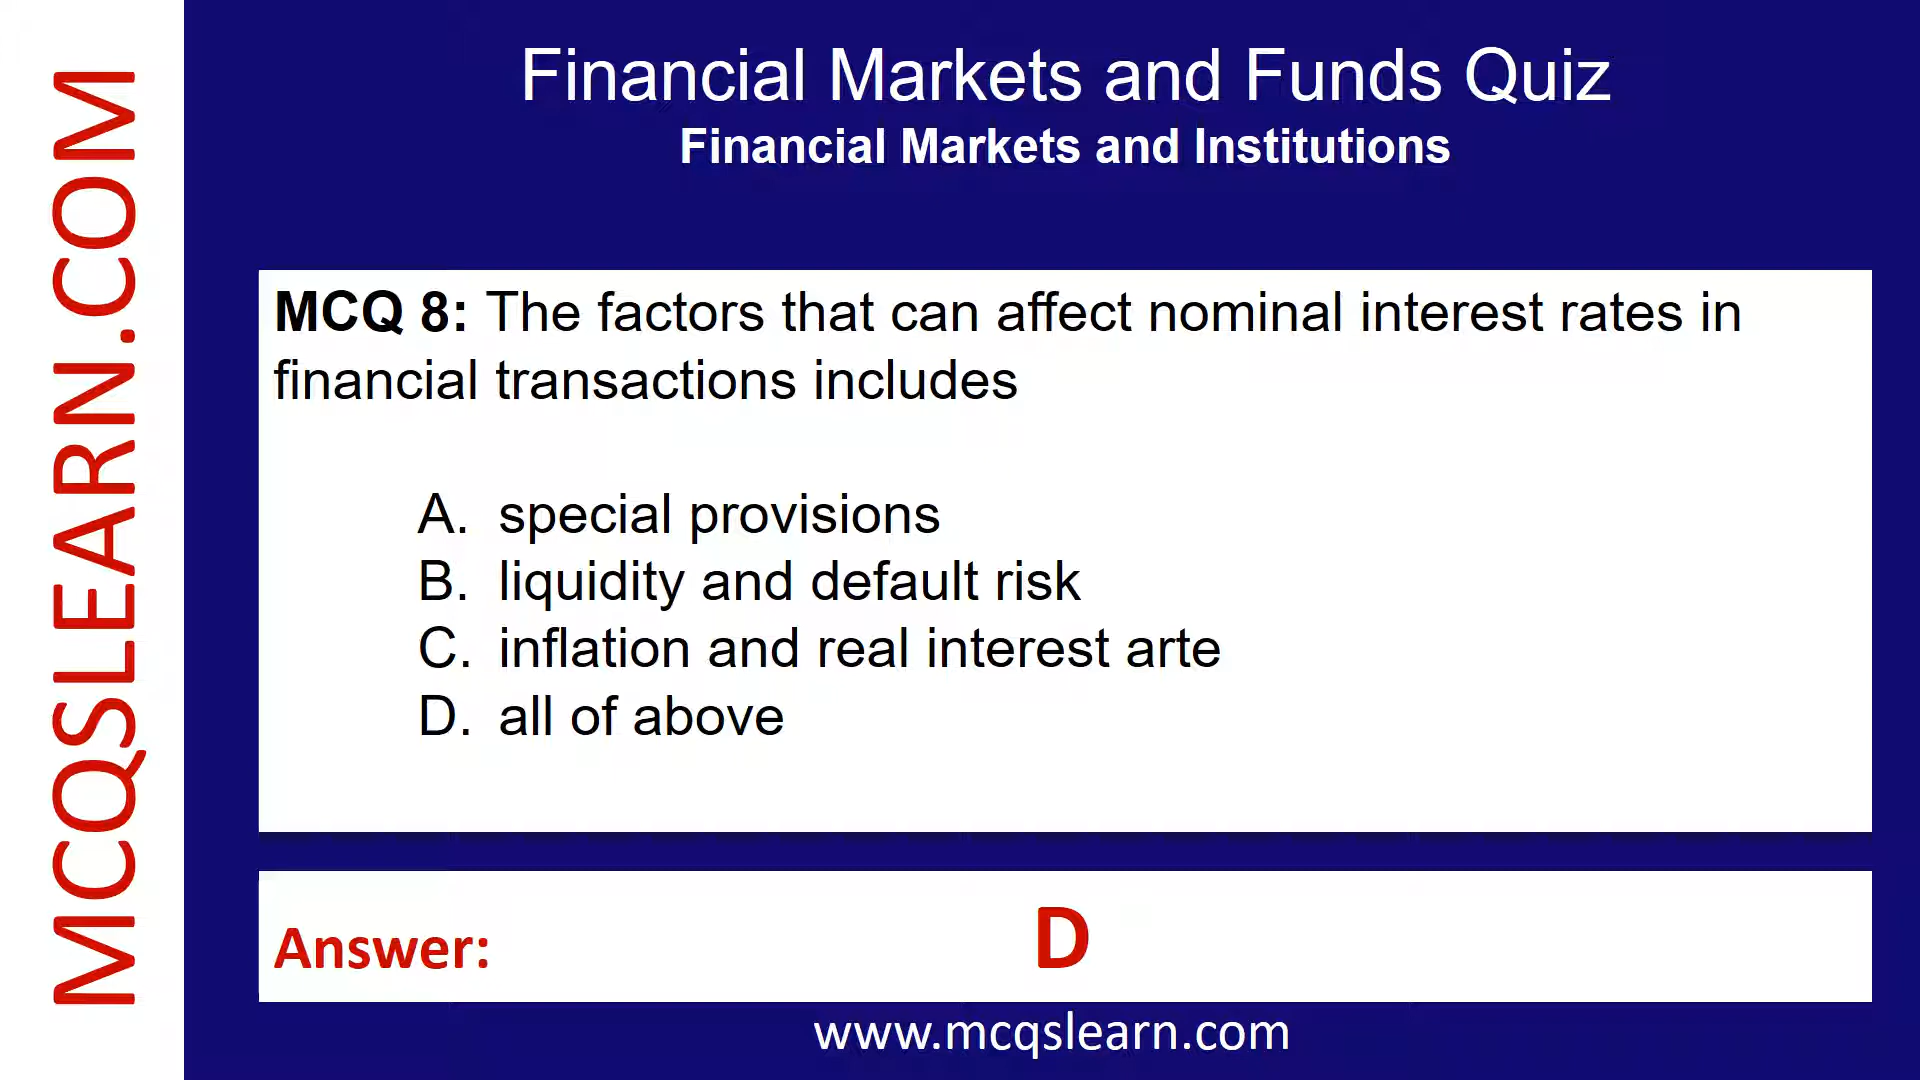 MCQSLEARN.COM
Financial Markets and Funds Quiz
Financial Markets and Institutions
MCQ 8: The factors that can affect nominal interest rates in
financial transactions includes
A. special provisions
B. liquidity and default risk
C. inflation and real interest arte
D. all of above
Answer: D
www.mcqslearn.com